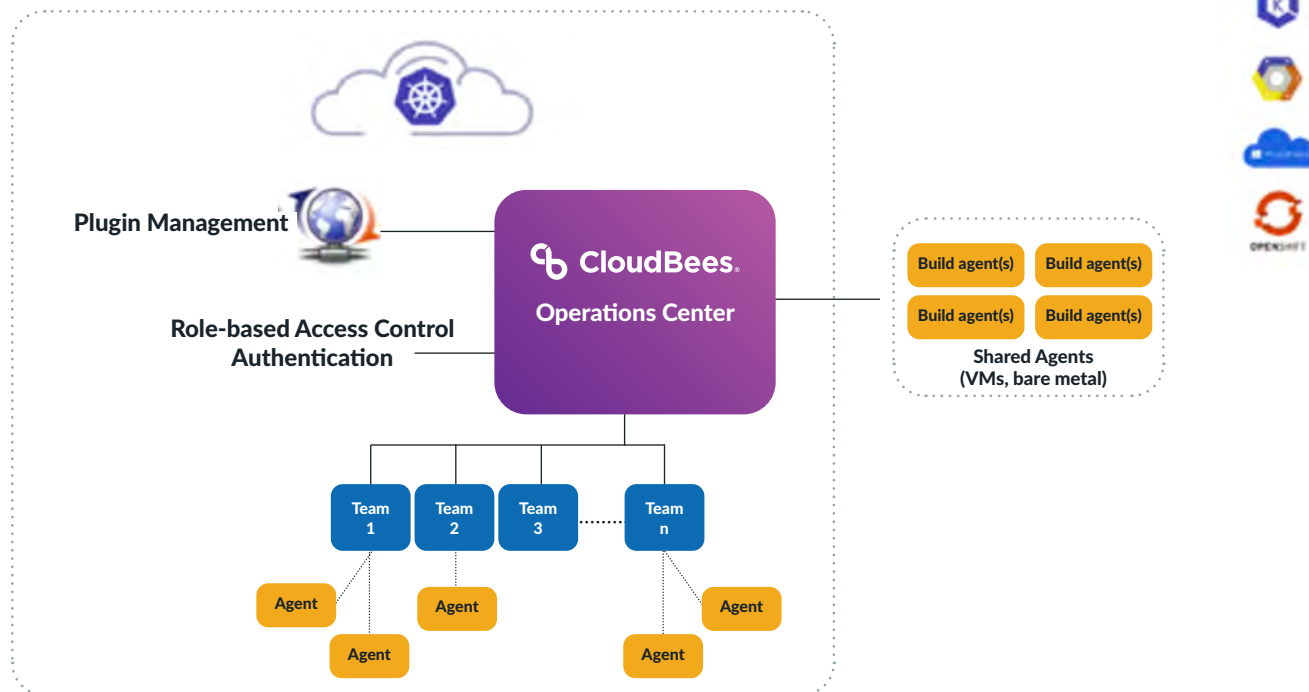 Plugin Management
CloudBees.
Operations Center
Role-based Access Control
Authentication
Build agent(s)
Build agent(s)
Build agent(s)
Build agent(s)
Shared Agents
(VMs, bare metal)
Team
1
Team
2
Team
3
Team
n
Agent
Agent
Agent
Agent
Agent
K
OPENSHIFT